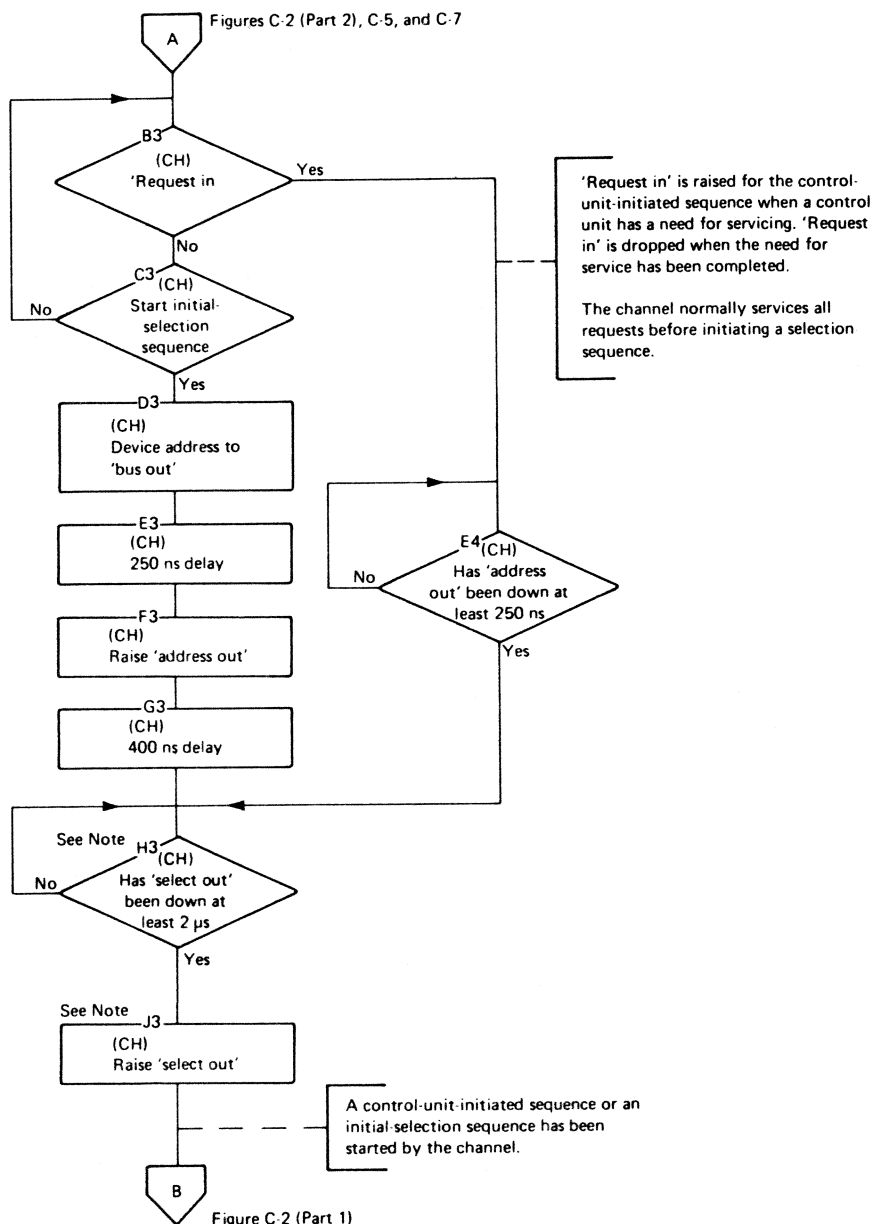 Figures C-2 (Part 2), C-5, and C-7
A
B3
(CH)
'Request in
Yes
No
C3
(CH)
Start initial-
selection
sequence
No
Yes
'Request in' is raised for the control-
unit-initiated sequence when a control
unit has a need for servicing. 'Request
in' is dropped when the need for
service has been completed.
The channel normally services all
requests before initiating a selection
sequence.
D3
(CH)
Device address to
'bus out'
E3
(CH)
250 ns delay
E4
(CH)
Has 'address
out' been down at
least 250 ns
No
Yes
F3
(CH)
Raise 'address out'
G3
(CH)
400 ns delay
See Note
H3
(CH)
Has 'select out'
been down at
least 2 µs
No
Yes
See Note
J3
(CH)
Raise 'select out'
A control-unit-initiated sequence or an
initial-selection sequence has been
started by the channel.
B
Figure C-2 (Part 1)